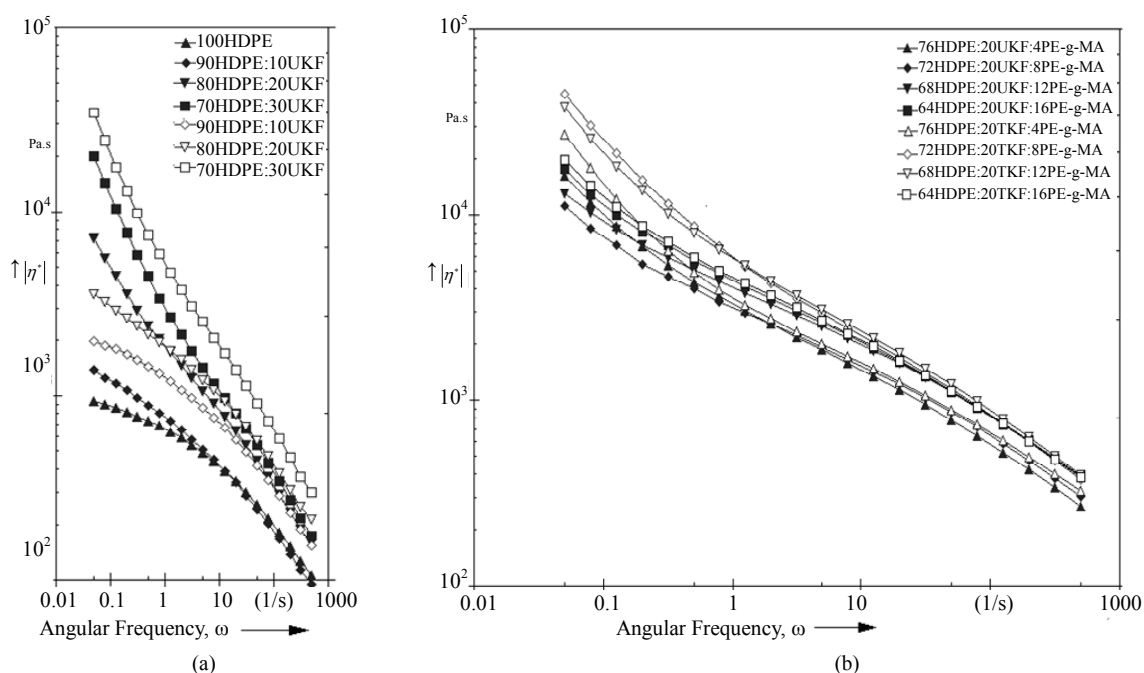 10^5
Pa.s
10^4
↑|η*|
10^3
10^2
100HDPE
90HDPE:10UKF
80HDPE:20UKF
70HDPE:30UKF
90HDPE:10UKF
80HDPE:20UKF
70HDPE:30UKF
0.01 0.1 1 10 (1/s) 1000
Angular Frequency, ω
(a)
10^5
Pa.s
10^4
↑|η*|
10^3
10^2
76HDPE:20UKF:4PE-g-MA
72HDPE:20UKF:8PE-g-MA
68HDPE:20UKF:12PE-g-MA
64HDPE:20UKF:16PE-g-MA
76HDPE:20TKF:4PE-g-MA
72HDPE:20TKF:8PE-g-MA
68HDPE:20TKF:12PE-g-MA
64HDPE:20TKF:16PE-g-MA
0.01 0.1 1 10 (1/s) 1000
Angular Frequency, ω
(b)